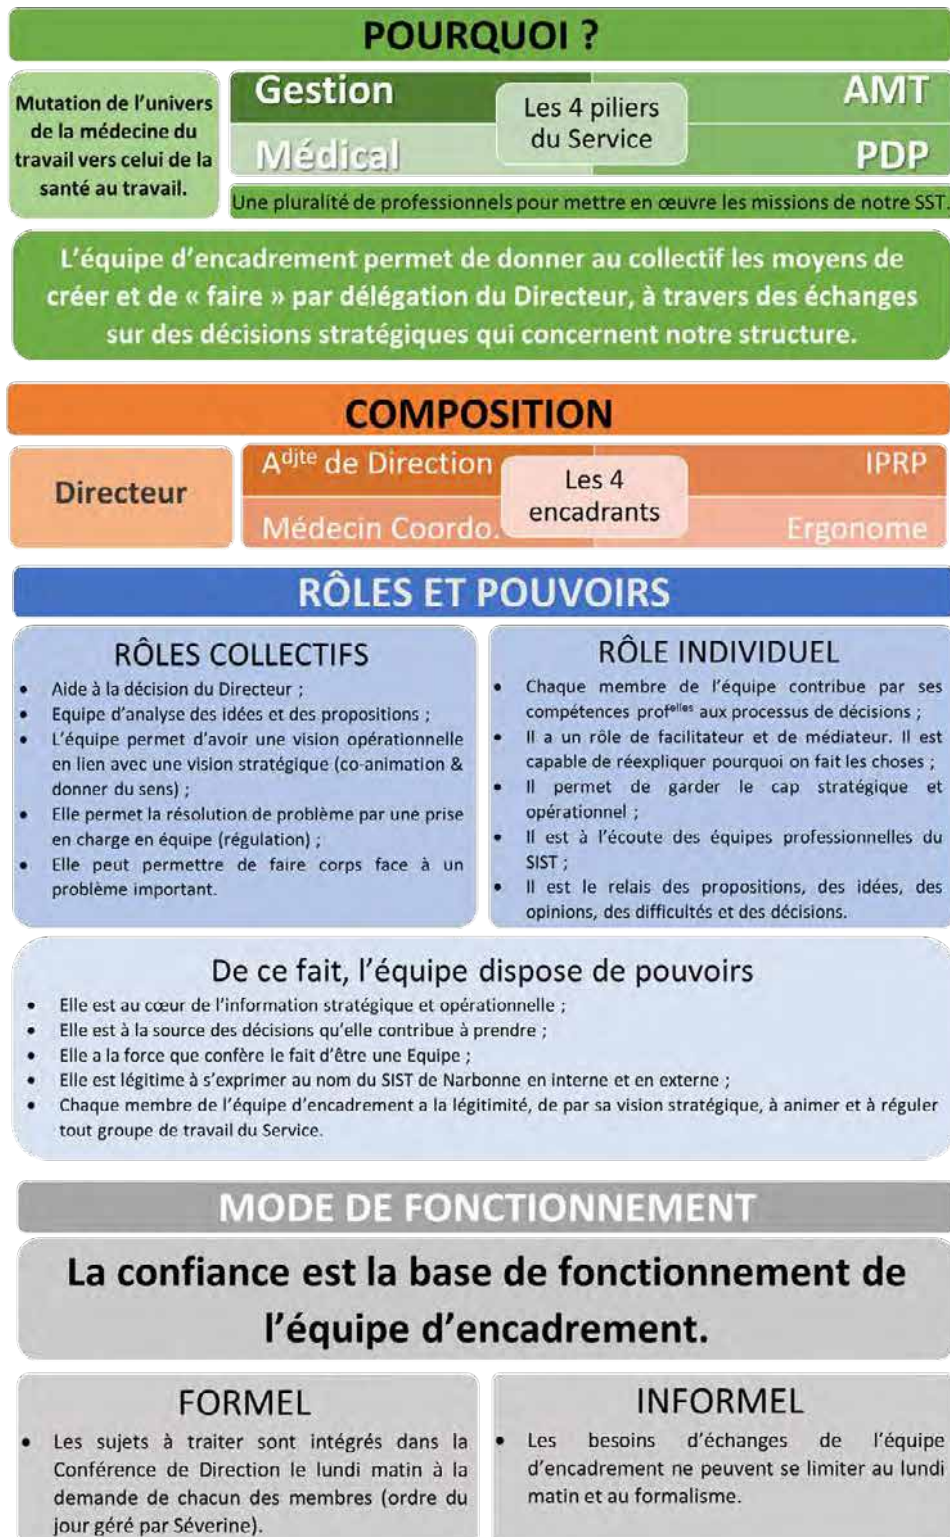 POURQUOI ?
Mutation de l'univers
de la médecine du
travail vers celui de la
santé au travail.
Gestion
AMT
Les 4 piliers
du Service
Médical
PDP
Une pluralité de professionnels pour mettre en œuvre les missions de notre SST.
L'équipe d'encadrement permet de donner au collectif les moyens de
créer et de « faire » par délégation du Directeur, à travers des échanges
sur des décisions stratégiques qui concernent notre structure.
COMPOSITION
Directeur
Adjte de Direction
IPRP
Les 4
encadrants
Médecin Coordo.
Ergonome
RÔLES ET POUVOIRS
RÔLES COLLECTIFS
• Aide à la décision du Directeur ;
• Equipe d'analyse des idées et des propositions ;
• L'équipe permet d'avoir une vision opérationnelle
en lien avec une vision stratégique (co-animation &
donner du sens) ;
• Elle permet la résolution de problème par une prise
en charge en équipe (régulation) ;
• Elle peut permettre de faire corps face à un
problème important.
RÔLE INDIVIDUEL
• Chaque membre de l'équipe contribue par ses
compétences profelles aux processus de décisions ;
• Il a un rôle de facilitateur et de médiateur. Il est
capable de réexpliquer pourquoi on fait les choses ;
• Il permet de garder le cap stratégique et
opérationnel ;
• Il est à l'écoute des équipes professionnelles du
SIST ;
• Il est le relais des propositions, des idées, des
opinions, des difficultés et des décisions.
De ce fait, l'équipe dispose de pouvoirs
• Elle est au cœur de l'information stratégique et opérationnelle ;
• Elle est à la source des décisions qu'elle contribue à prendre ;
• Elle a la force que confère le fait d'être une Equipe ;
• Elle est légitime à s'exprimer au nom du SIST de Narbonne en interne et en externe ;
• Chaque membre de l'équipe d'encadrement a la légitimité, de par sa vision stratégique, à animer et à réguler
tout groupe de travail du Service.
MODE DE FONCTIONNEMENT
La confiance est la base de fonctionnement de
l'équipe d'encadrement.
FORMEL
• Les sujets à traiter sont intégrés dans la
Conférence de Direction le lundi matin à la
demande de chacun des membres (ordre du
jour géré par Séverine).
INFORMEL
• Les besoins d'échanges de l'équipe
d'encadrement ne peuvent se limiter au lundi
matin et au formalisme.